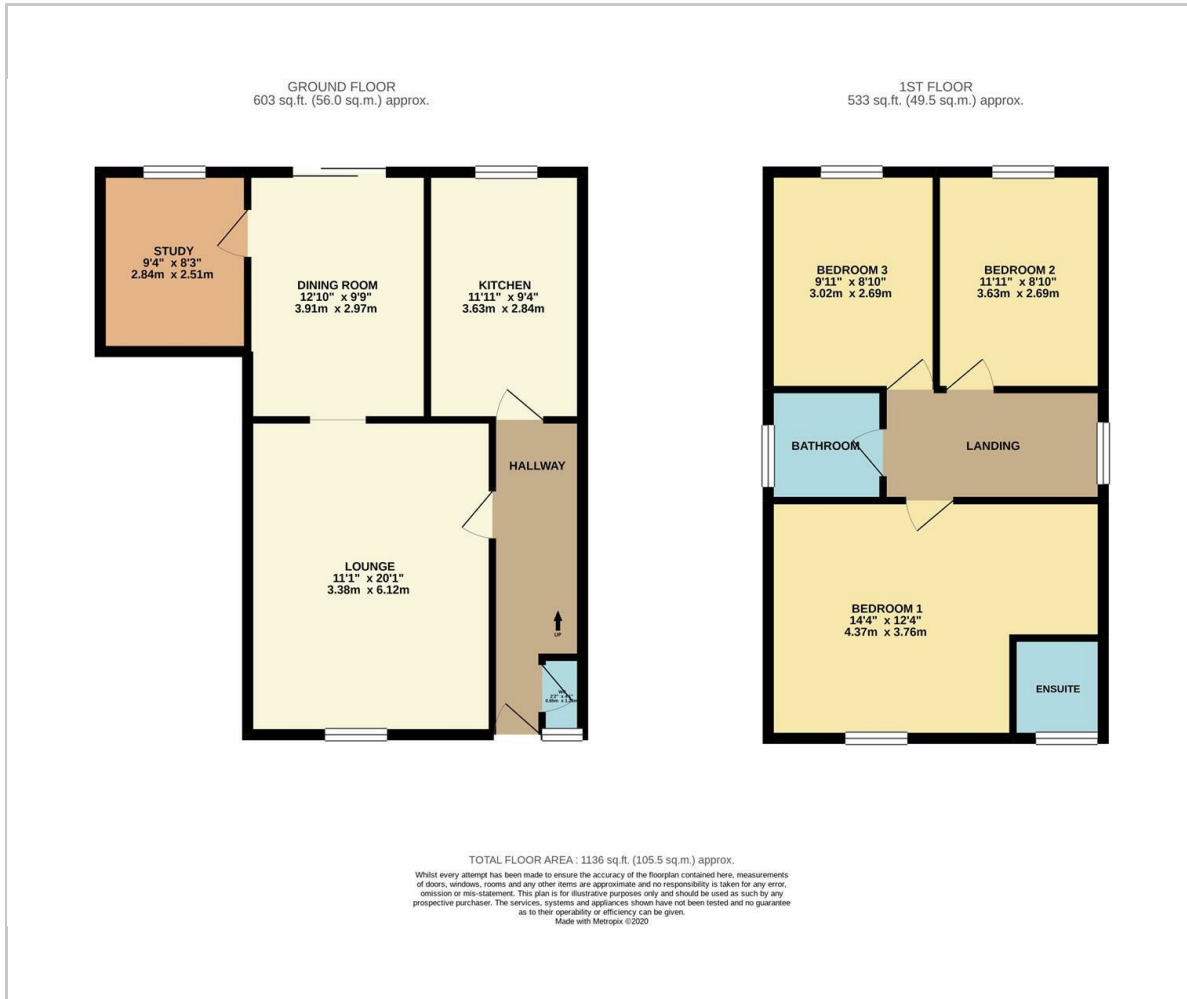 GROUND FLOOR
603 sq.ft. (56.0 sq.m.) approx.
STUDY
9'4" x 8'3"
2.84m x 2.51m
DINING ROOM
12'10" x 9'9"
3.91m x 2.97m
KITCHEN
11'11" x 9'4"
3.63m x 2.84m
HALLWAY
LOUNGE
11'1" x 20'1"
3.38m x 6.12m
UP
1ST FLOOR
533 sq.ft. (49.5 sq.m.) approx.
BEDROOM 3
9'11" x 8'10"
3.02m x 2.69m
BEDROOM 2
11'11" x 8'10"
3.63m x 2.69m
BATHROOM
LANDING
BEDROOM 1
14'4" x 12'4"
4.37m x 3.76m
ENSUITE
TOTAL FLOOR AREA : 1136 sq.ft. (105.5 sq.m.) approx.
Whilst every attempt has been made to ensure the accuracy of the floorplan contained here, measurements
of doors, windows, rooms and any other items are approximate and no responsibility is taken for any error,
omission or mis-statement. This plan is for illustrative purposes only and should be used as such by any
prospective purchaser. The services, systems and appliances shown have not been tested and no guarantee
as to their operability or efficiency can be given.
Made with Metropix ©2020